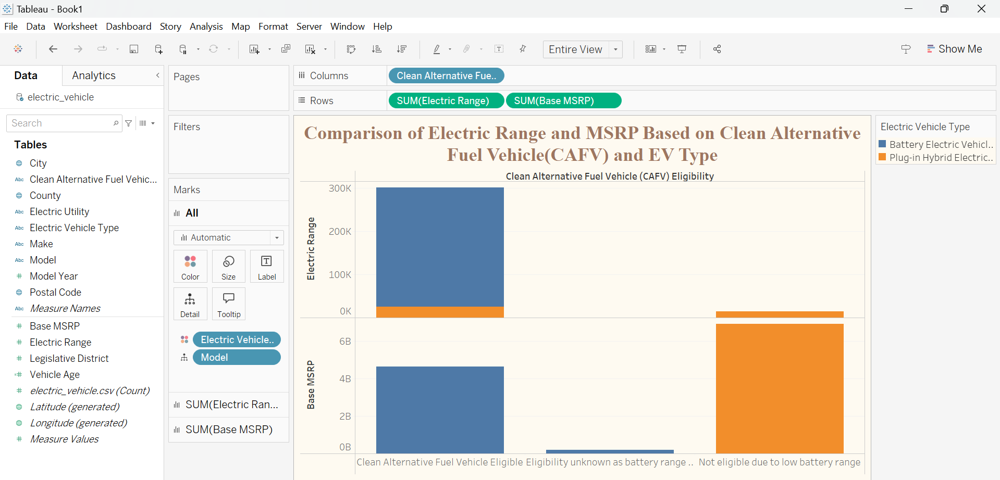 Tableau - Book1
File Data Worksheet Dashboard Story Analysis Map Format Server Window Help
Entire View
Show Me
Data
Analytics
electric_vehicle
Search
Tables
City
Abc Clean Alternative Fuel Vehic...
County
Abc Electric Utility
Abc Electric Vehicle Type
Abc Make
Abc Model
# Model Year
Postal Code
Abc Measure Names
# Base MSRP
# Electric Range
# Legislative District
=# Vehicle Age
# electric_vehicle.csv (Count)
Latitude (generated)
Longitude (generated)
# Measure Values
Pages
Filters
Marks
All
Automatic
Color Size Label
Detail Tooltip
Electric Vehicle..
Model
SUM(Electric Ran...
SUM(Base MSRP)
Columns
Clean Alternative Fue..
Rows
SUM(Electric Range) SUM(Base MSRP)
Comparison of Electric Range and MSRP Based on Clean Alternative
Fuel Vehicle(CAFV) and EV Type
Clean Alternative Fuel Vehicle (CAFV) Eligibility
Electric Range
300K
200K
100K
0K
Base MSRP
6B
4B
2B
0B
Clean Alternative Fuel Vehicle Eligible Eligibility unknown as battery range .. Not eligible due to low battery range
Electric Vehicle Type
Battery Electric Vehicl..
Plug-in Hybrid Electric..